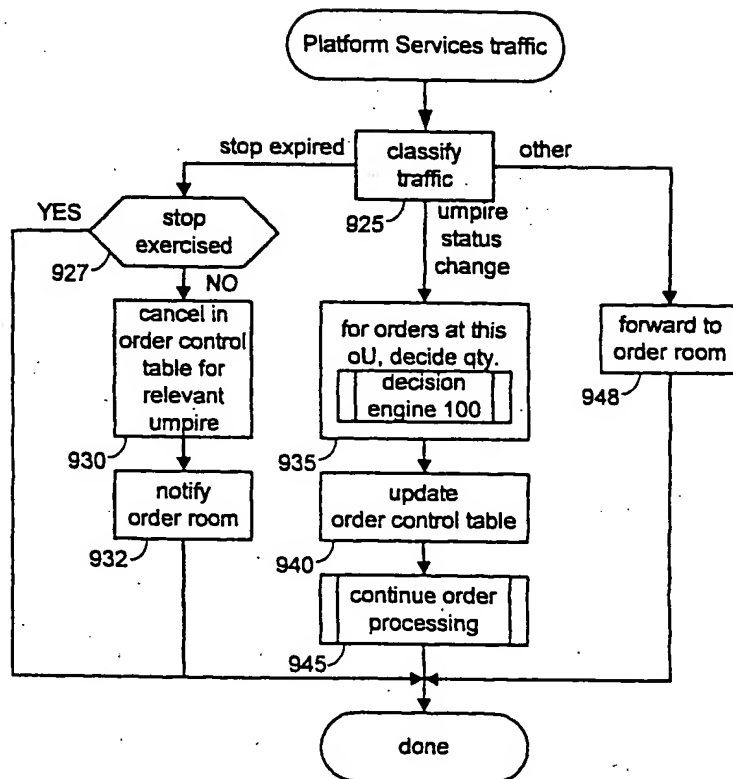 Platform Services traffic
stop expired
classify
traffic
other
925
umpire
status
change
YES
stop
exercised
927
NO
cancel in
order control
table for
relevant
umpire
930
notify
order room
932
for orders at this
oU, decide qty.
decision
engine 100
935
update
order control table
940
continue order
processing
945
forward to
order room
948
done